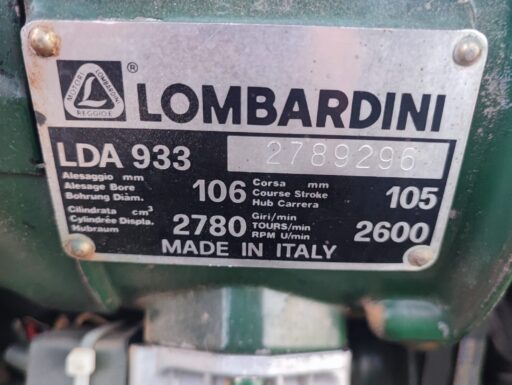 MOTORI LOMBARDINI
REGGIO E.
L
®
LOMBARDINI
LDA 933 2789296
Alesaggio mm
Alesage Bore
Bohrung Diàm.
106
Corsa mm
Course Stroke
Hub Carrera
105
Cilindrata cm³
Cylindrée Displa.
Hubraum
2780
Giri/min
TOURS/min
RPM U/min
2600
MADE IN ITALY